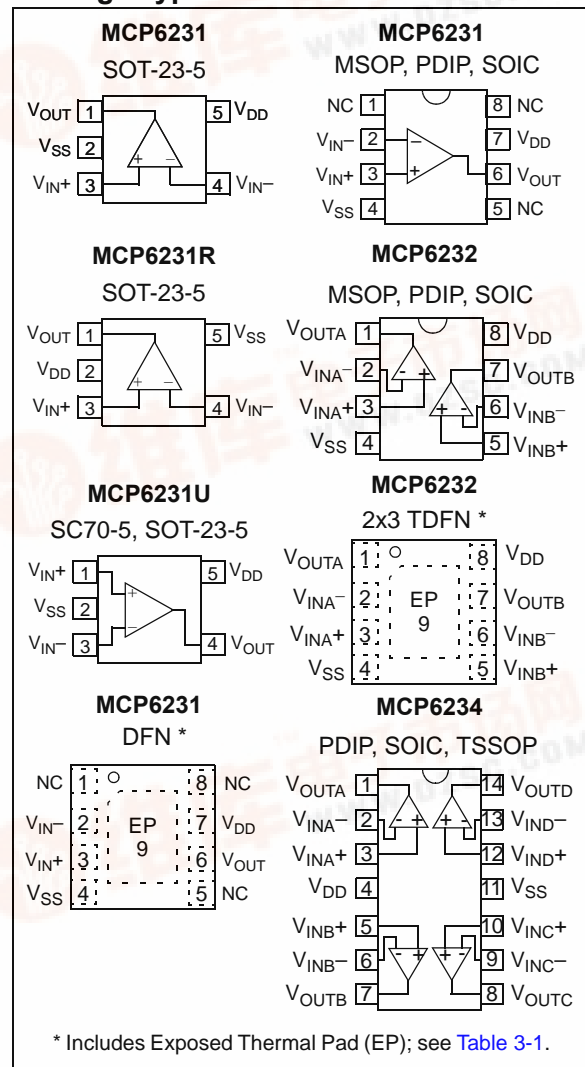 MCP6231
SOT-23-5
VOUT 1
5 VDD
VSS 2
VIN+ 3
4 VIN–
+ –
MCP6231
MSOP, PDIP, SOIC
NC 1
8 NC
VIN– 2
7 VDD
VIN+ 3
6 VOUT
VSS 4
5 NC
–
+
MCP6231R
SOT-23-5
VOUT 1
5 VSS
VDD 2
VIN+ 3
4 VIN–
+ –
MCP6232
MSOP, PDIP, SOIC
VOUTA 1
8 VDD
VINA– 2
7 VOUTB
VINA+ 3
6 VINB–
VSS 4
5 VINB+
- +
+ -
MCP6231U
SC70-5, SOT-23-5
VIN+ 1
5 VDD
VSS 2
VIN– 3
4 VOUT
+
–
MCP6232
2x3 TDFN *
VOUTA 1
8 VDD
VINA– 2
7 VOUTB
VINA+ 3
6 VINB–
VSS 4
5 VINB+
EP
9
MCP6231
DFN *
NC 1
8 NC
VIN– 2
7 VDD
VIN+ 3
6 VOUT
VSS 4
5 NC
EP
9
MCP6234
PDIP, SOIC, TSSOP
VOUTA 1
14 VOUTD
VINA– 2
13 VIND–
VINA+ 3
12 VIND+
VDD 4
11 VSS
VINB+ 5
10 VINC+
VINB– 6
9 VINC–
VOUTB 7
8 VOUTC
- +
+ -
- +
+ -
* Includes Exposed Thermal Pad (EP); see Table 3-1.